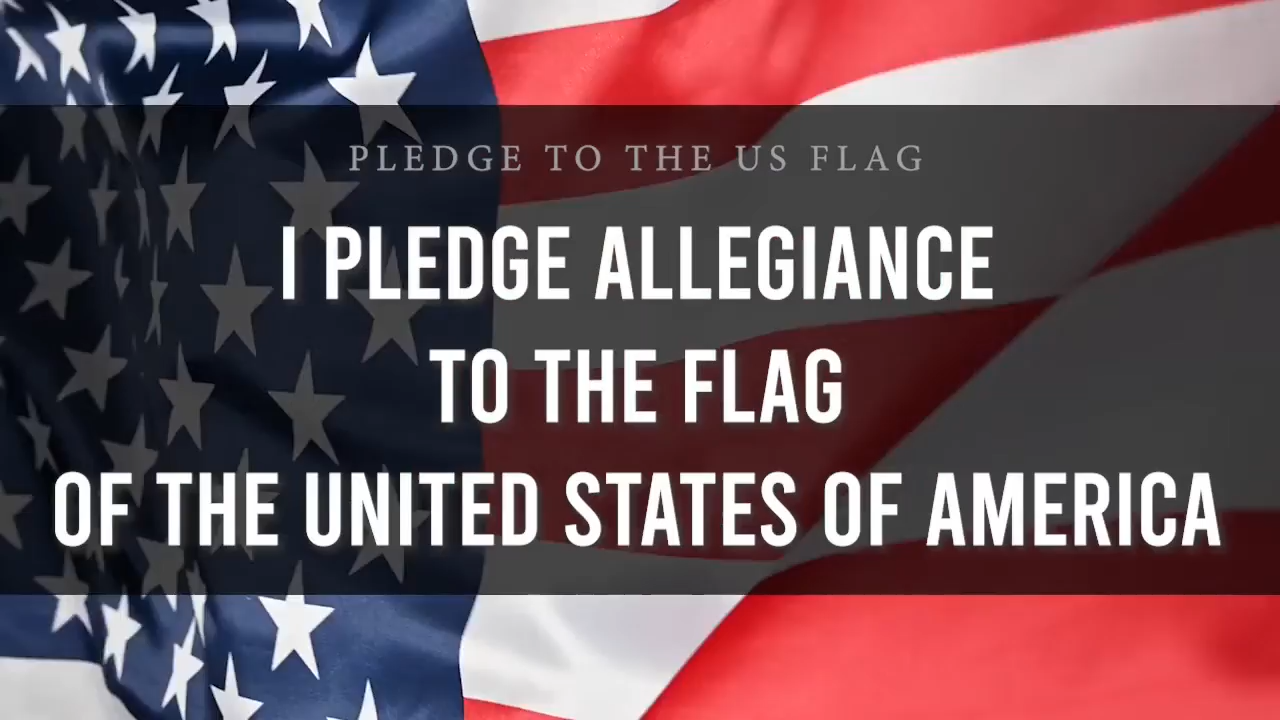 PLEDGE TO THE US FLAG
I PLEDGE ALLEGIANCE
TO THE FLAG
OF THE UNITED STATES OF AMERICA